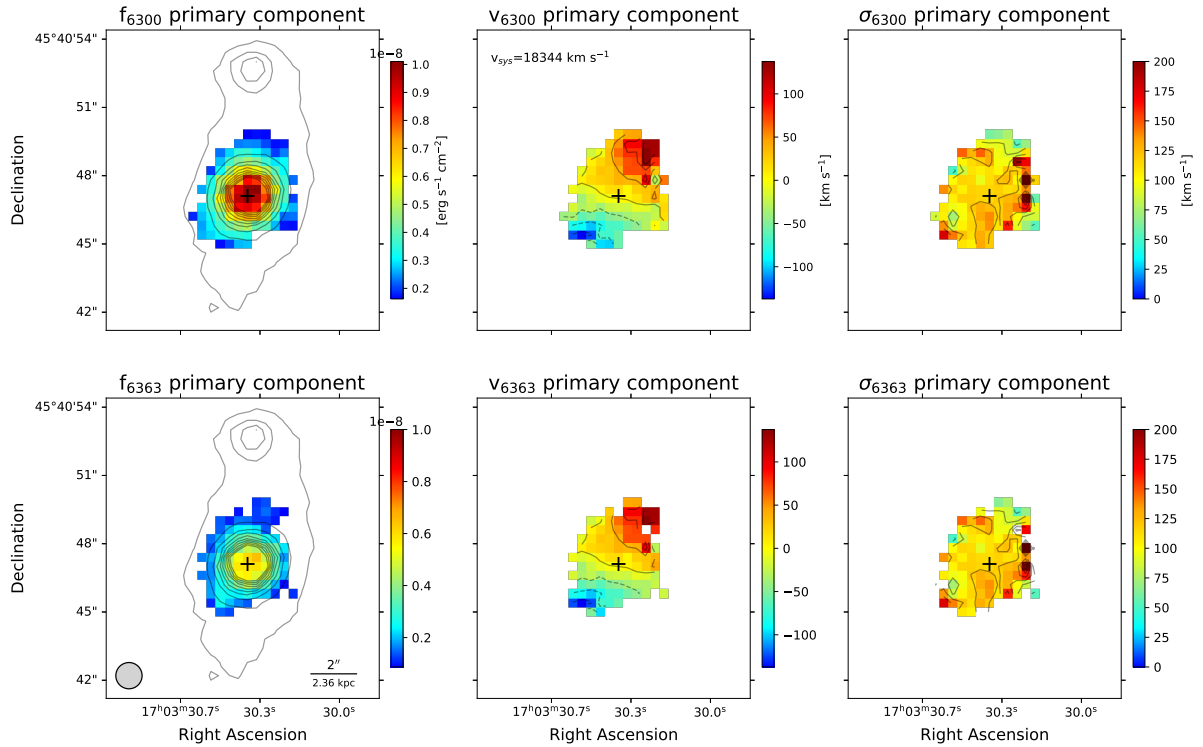 f₆₃₀₀ primary component
v₆₃₀₀ primary component
σ₆₃₀₀ primary component
45°40'54"
51"
48"
45"
42"
Declination
1e−8
1.0
0.9
0.8
0.7
0.6
0.5
0.4
0.3
0.2
[erg s⁻¹ cm⁻²]
v_sys=18344 km s⁻¹
100
50
0
−50
−100
[km s⁻¹]
200
175
150
125
100
75
50
25
0
[km s⁻¹]
f₆₃₆₃ primary component
v₆₃₆₃ primary component
σ₆₃₆₃ primary component
45°40'54"
51"
48"
45"
42"
Declination
1e−8
1.0
0.8
0.6
0.4
0.2
2″
2.36 kpc
100
50
0
−50
−100
200
175
150
125
100
75
50
25
0
17ʰ03ᵐ30.7ˢ 30.3ˢ 30.0ˢ
17ʰ03ᵐ30.7ˢ 30.3ˢ 30.0ˢ
17ʰ03ᵐ30.7ˢ 30.3ˢ 30.0ˢ
Right Ascension
Right Ascension
Right Ascension